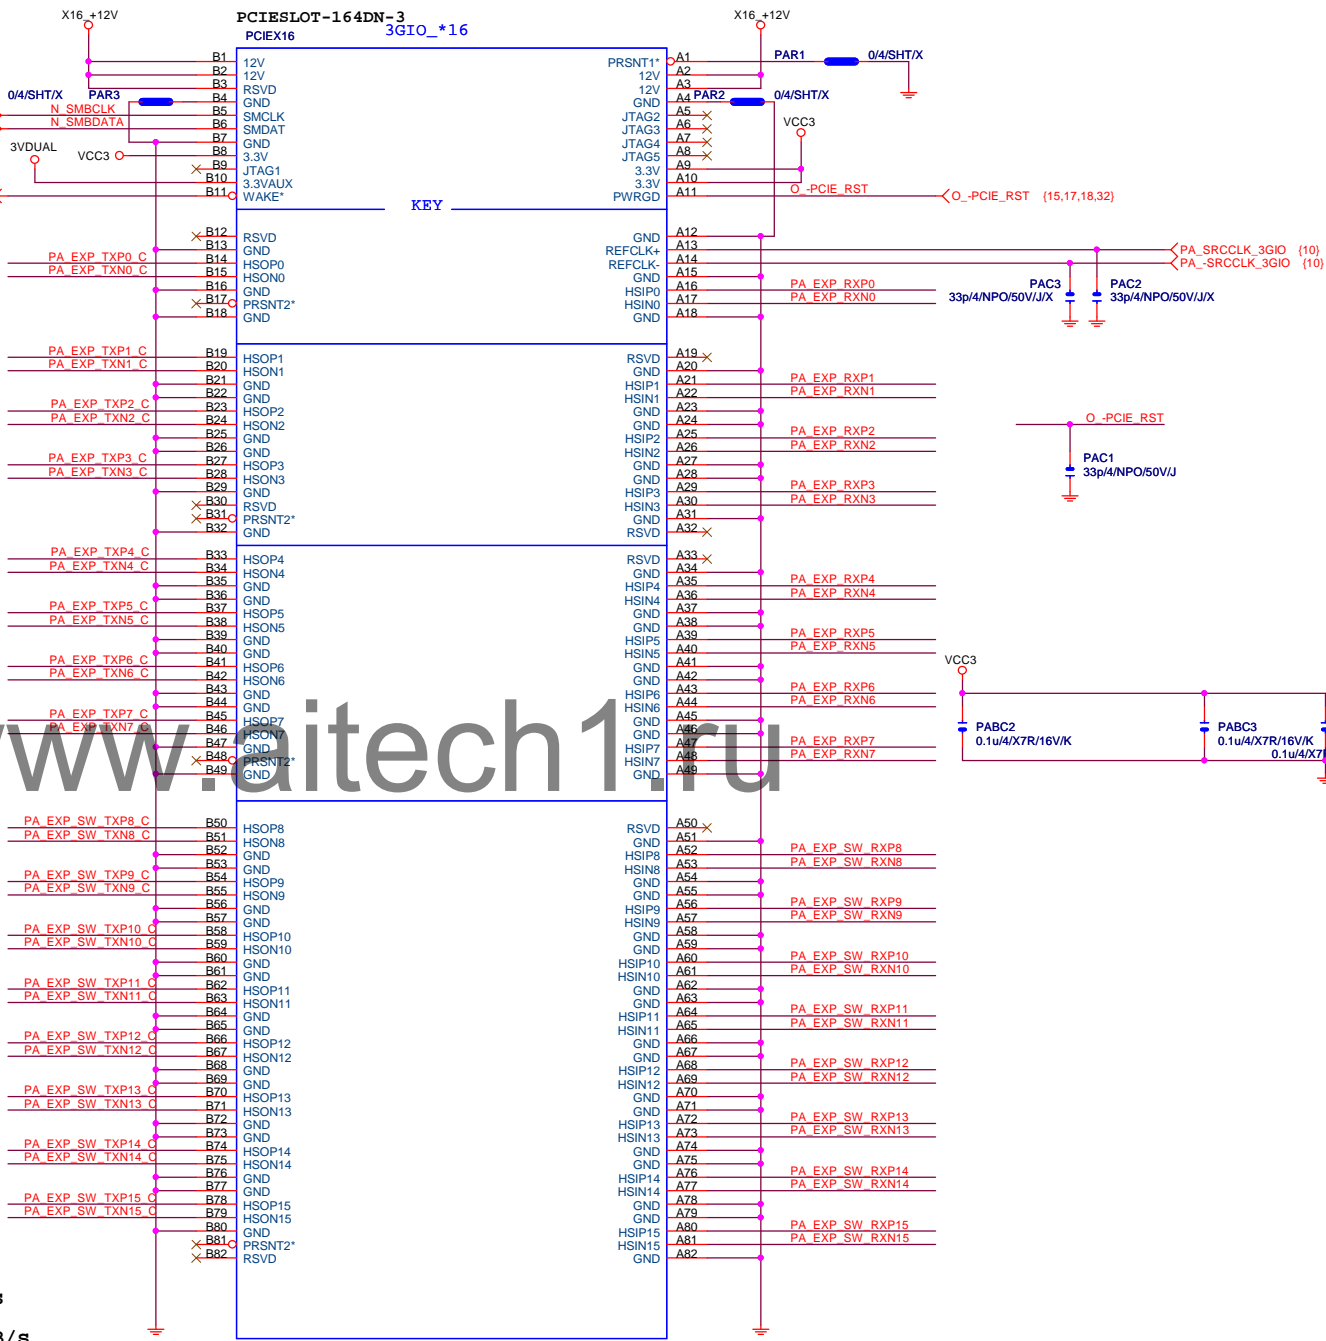 X16_+12V
PCIESLOT-164DN-3
PCIEX16
3GIO_*16
X16_+12V
B1 12V PRSNT1* A1 PAR1 0/4/SHT/X
B2 12V 12V A2
B3 RSVD 12V A3
0/4/SHT/X PAR3 B4 GND GND A4 PAR2 0/4/SHT/X
N_SMBCLK B5 SMCLK JTAG2 A5
N_SMBDATA B6 SMDAT JTAG3 A6 VCC3
B7 GND JTAG4 A7
3VDUAL VCC3 B8 3.3V JTAG5 A8
B9 JTAG1 3.3V A9
B10 3.3VAUX 3.3V A10
B11 WAKE* PWRGD A11 O_-PCIE_RST O_-PCIE_RST {15,17,18,32}
KEY
B12 RSVD GND A12
B13 GND REFCLK+ A13 PA_SRCCLK_3GIO {10}
PA_EXP_TXP0_C B14 HSOP0 REFCLK- A14 PA_-SRCCLK_3GIO {10}
PA_EXP_TXN0_C B15 HSON0 GND A15
B16 GND HSIP0 A16 PA_EXP_RXP0 PAC3 PAC2
B17 PRSNT2* HSIN0 A17 PA_EXP_RXN0 33p/4/NPO/50V/J/X 33p/4/NPO/50V/J/X
B18 GND GND A18
PA_EXP_TXP1_C B19 HSOP1 RSVD A19
PA_EXP_TXN1_C B20 HSON1 GND A20
B21 GND HSIP1 A21 PA_EXP_RXP1
B22 GND HSIN1 A22 PA_EXP_RXN1
PA_EXP_TXP2_C B23 HSOP2 GND A23
PA_EXP_TXN2_C B24 HSON2 GND A24 O_-PCIE_RST
B25 GND HSIP2 A25 PA_EXP_RXP2
B26 GND HSIN2 A26 PA_EXP_RXN2
PA_EXP_TXP3_C B27 HSOP3 GND A27 PAC1
PA_EXP_TXN3_C B28 HSON3 GND A28 33p/4/NPO/50V/J
B29 GND HSIP3 A29 PA_EXP_RXP3
B30 RSVD HSIN3 A30 PA_EXP_RXN3
B31 PRSNT2* GND A31
B32 GND RSVD A32
PA_EXP_TXP4_C B33 HSOP4 RSVD A33
PA_EXP_TXN4_C B34 HSON4 GND A34
B35 GND HSIP4 A35 PA_EXP_RXP4
B36 GND HSIN4 A36 PA_EXP_RXN4
PA_EXP_TXP5_C B37 HSOP5 GND A37
PA_EXP_TXN5_C B38 HSON5 GND A38
B39 GND HSIP5 A39 PA_EXP_RXP5
B40 GND HSIN5 A40 PA_EXP_RXN5
PA_EXP_TXP6_C B41 HSOP6 GND A41 VCC3
PA_EXP_TXN6_C B42 HSON6 GND A42
B43 GND HSIP6 A43 PA_EXP_RXP6
B44 GND HSIN6 A44 PA_EXP_RXN6
PA_EXP_TXP7_C B45 HSOP7 GND A45
PA_EXP_TXN7_C B46 HSON7 GND A46 PABC2 PABC3
B47 GND HSIP7 A47 PA_EXP_RXP7 0.1u/4/X7R/16V/K 0.1u/4/X7R/16V/K
B48 PRSNT2* HSIN7 A48 PA_EXP_RXN7 0.1u/4/X7
B49 GND GND A49
www.aitech1.ru
PA_EXP_SW_TXP8_C B50 HSOP8 RSVD A50
PA_EXP_SW_TXN8_C B51 HSON8 GND A51
B52 GND HSIP8 A52 PA_EXP_SW_RXP8
B53 GND HSIN8 A53 PA_EXP_SW_RXN8
PA_EXP_SW_TXP9_C B54 HSOP9 GND A54
PA_EXP_SW_TXN9_C B55 HSON9 GND A55
B56 GND HSIP9 A56 PA_EXP_SW_RXP9
B57 GND HSIN9 A57 PA_EXP_SW_RXN9
PA_EXP_SW_TXP10_C B58 HSOP10 GND A58
PA_EXP_SW_TXN10_C B59 HSON10 GND A59
B60 GND HSIP10 A60 PA_EXP_SW_RXP10
B61 GND HSIN10 A61 PA_EXP_SW_RXN10
PA_EXP_SW_TXP11_C B62 HSOP11 GND A62
PA_EXP_SW_TXN11_C B63 HSON11 GND A63
B64 GND HSIP11 A64 PA_EXP_SW_RXP11
B65 GND HSIN11 A65 PA_EXP_SW_RXN11
PA_EXP_SW_TXP12_C B66 HSOP12 GND A66
PA_EXP_SW_TXN12_C B67 HSON12 GND A67
B68 GND HSIP12 A68 PA_EXP_SW_RXP12
B69 GND HSIN12 A69 PA_EXP_SW_RXN12
PA_EXP_SW_TXP13_C B70 HSOP13 GND A70
PA_EXP_SW_TXN13_C B71 HSON13 GND A71
B72 GND HSIP13 A72 PA_EXP_SW_RXP13
B73 GND HSIN13 A73 PA_EXP_SW_RXN13
PA_EXP_SW_TXP14_C B74 HSOP14 GND A74
PA_EXP_SW_TXN14_C B75 HSON14 GND A75
B76 GND HSIP14 A76 PA_EXP_SW_RXP14
B77 GND HSIN14 A77 PA_EXP_SW_RXN14
PA_EXP_SW_TXP15_C B78 HSOP15 GND A78
PA_EXP_SW_TXN15_C B79 HSON15 GND A79
B80 GND HSIP15 A80 PA_EXP_SW_RXP15
B81 PRSNT2* HSIN15 A81 PA_EXP_SW_RXN15
B82 RSVD GND A82